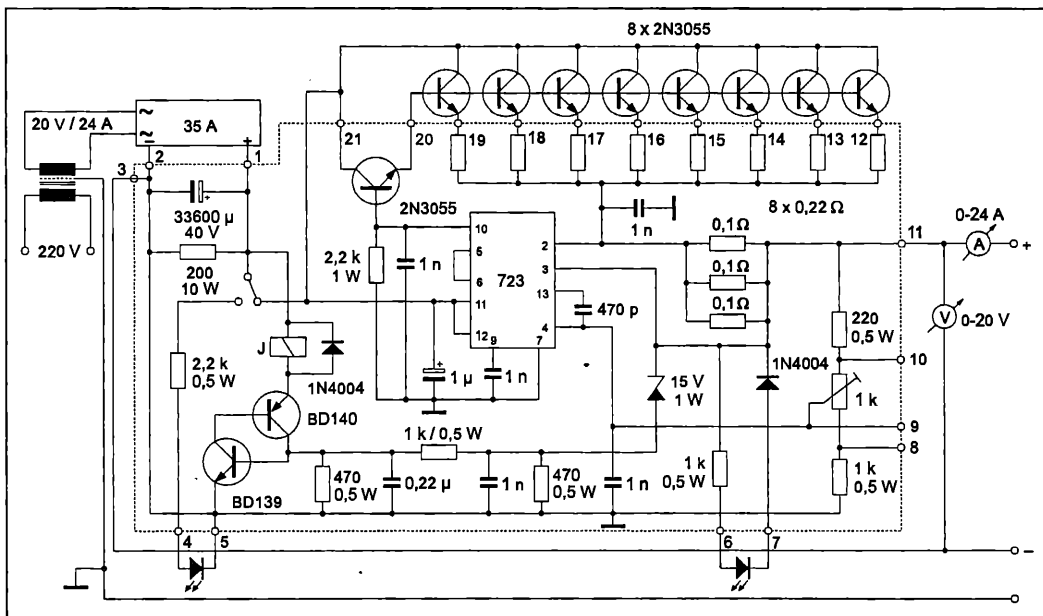 8 x 2N3055
20 V / 24 A
35 A
~
~
–
+
3
2
1
21
20
19
18
17
16
15
14
13
12
33600 µ
40 V
220 V
200
10 W
2N3055
2,2 k
1 W
1 n
10
5
6
11
12
723
9
7
2
3
13
4
1 n
8 x 0,22 Ω
0,1Ω
0,1Ω
0,1Ω
470 p
11
0-24 A
A
+
V
0-20 V
220
0,5 W
10
1 k
9
8
1 k
0,5 W
J
1N4004
2,2 k
0,5 W
+
1 µ
1 n
15 V
1 W
1N4004
BD140
1 k / 0,5 W
BD139
470
0,5 W
0,22 µ
1 n
470
0,5 W
1 n
1 k
0,5 W
4
5
6
7
–